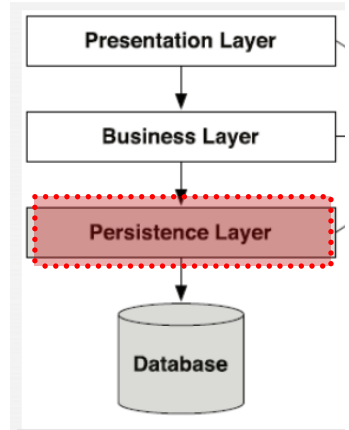 Presentation Layer
Business Layer
Persistence Layer
Database